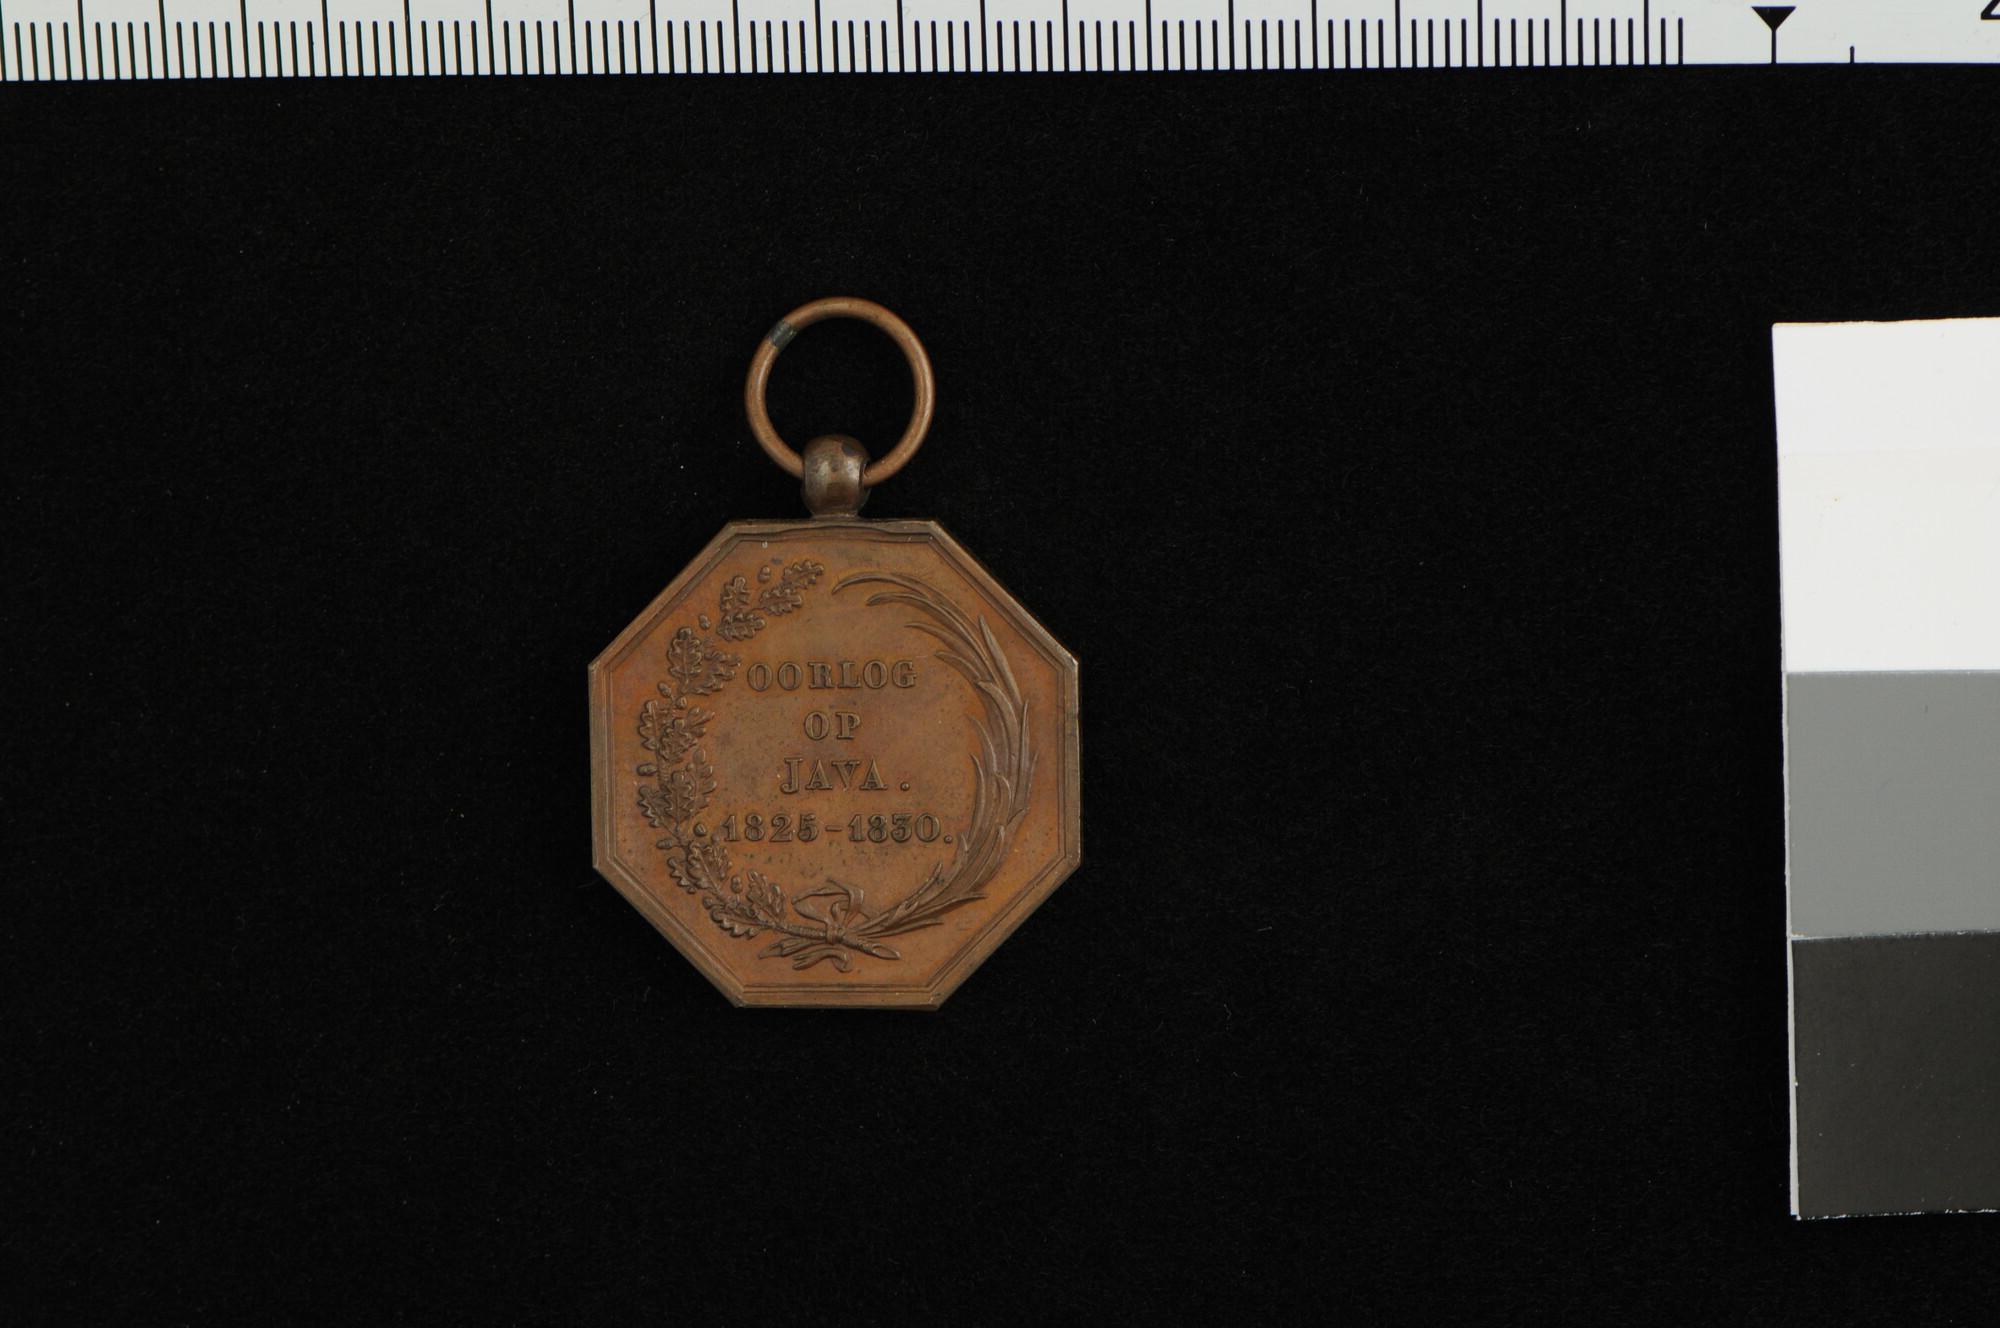 OORLOG
OP
JAVA.
1825-1830.